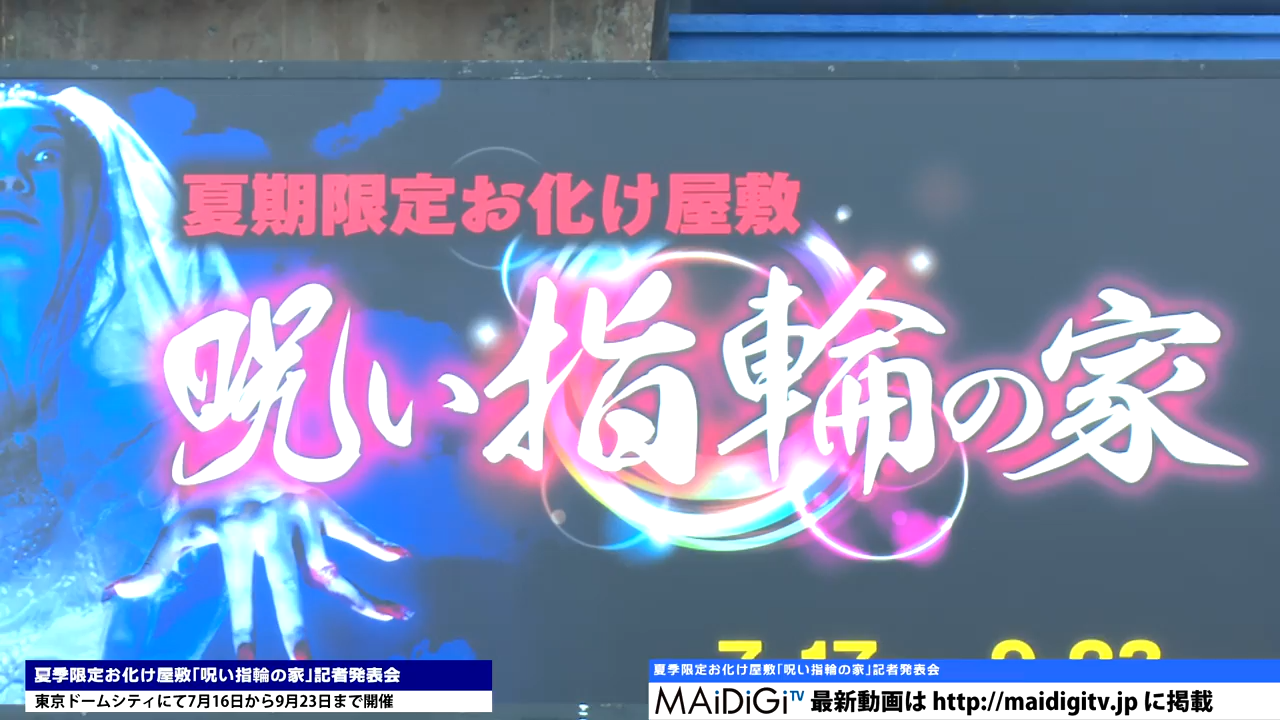 夏期限定お化け屋敷
呪い指輪の家
夏季限定お化け屋敷「呪い指輪の家」記者発表会
東京ドームシティにて7月16日から9月23日まで開催
夏季限定お化け屋敷「呪い指輪の家」記者発表会
MAiDiGiTV 最新動画は http://maidigitv.jp に掲載